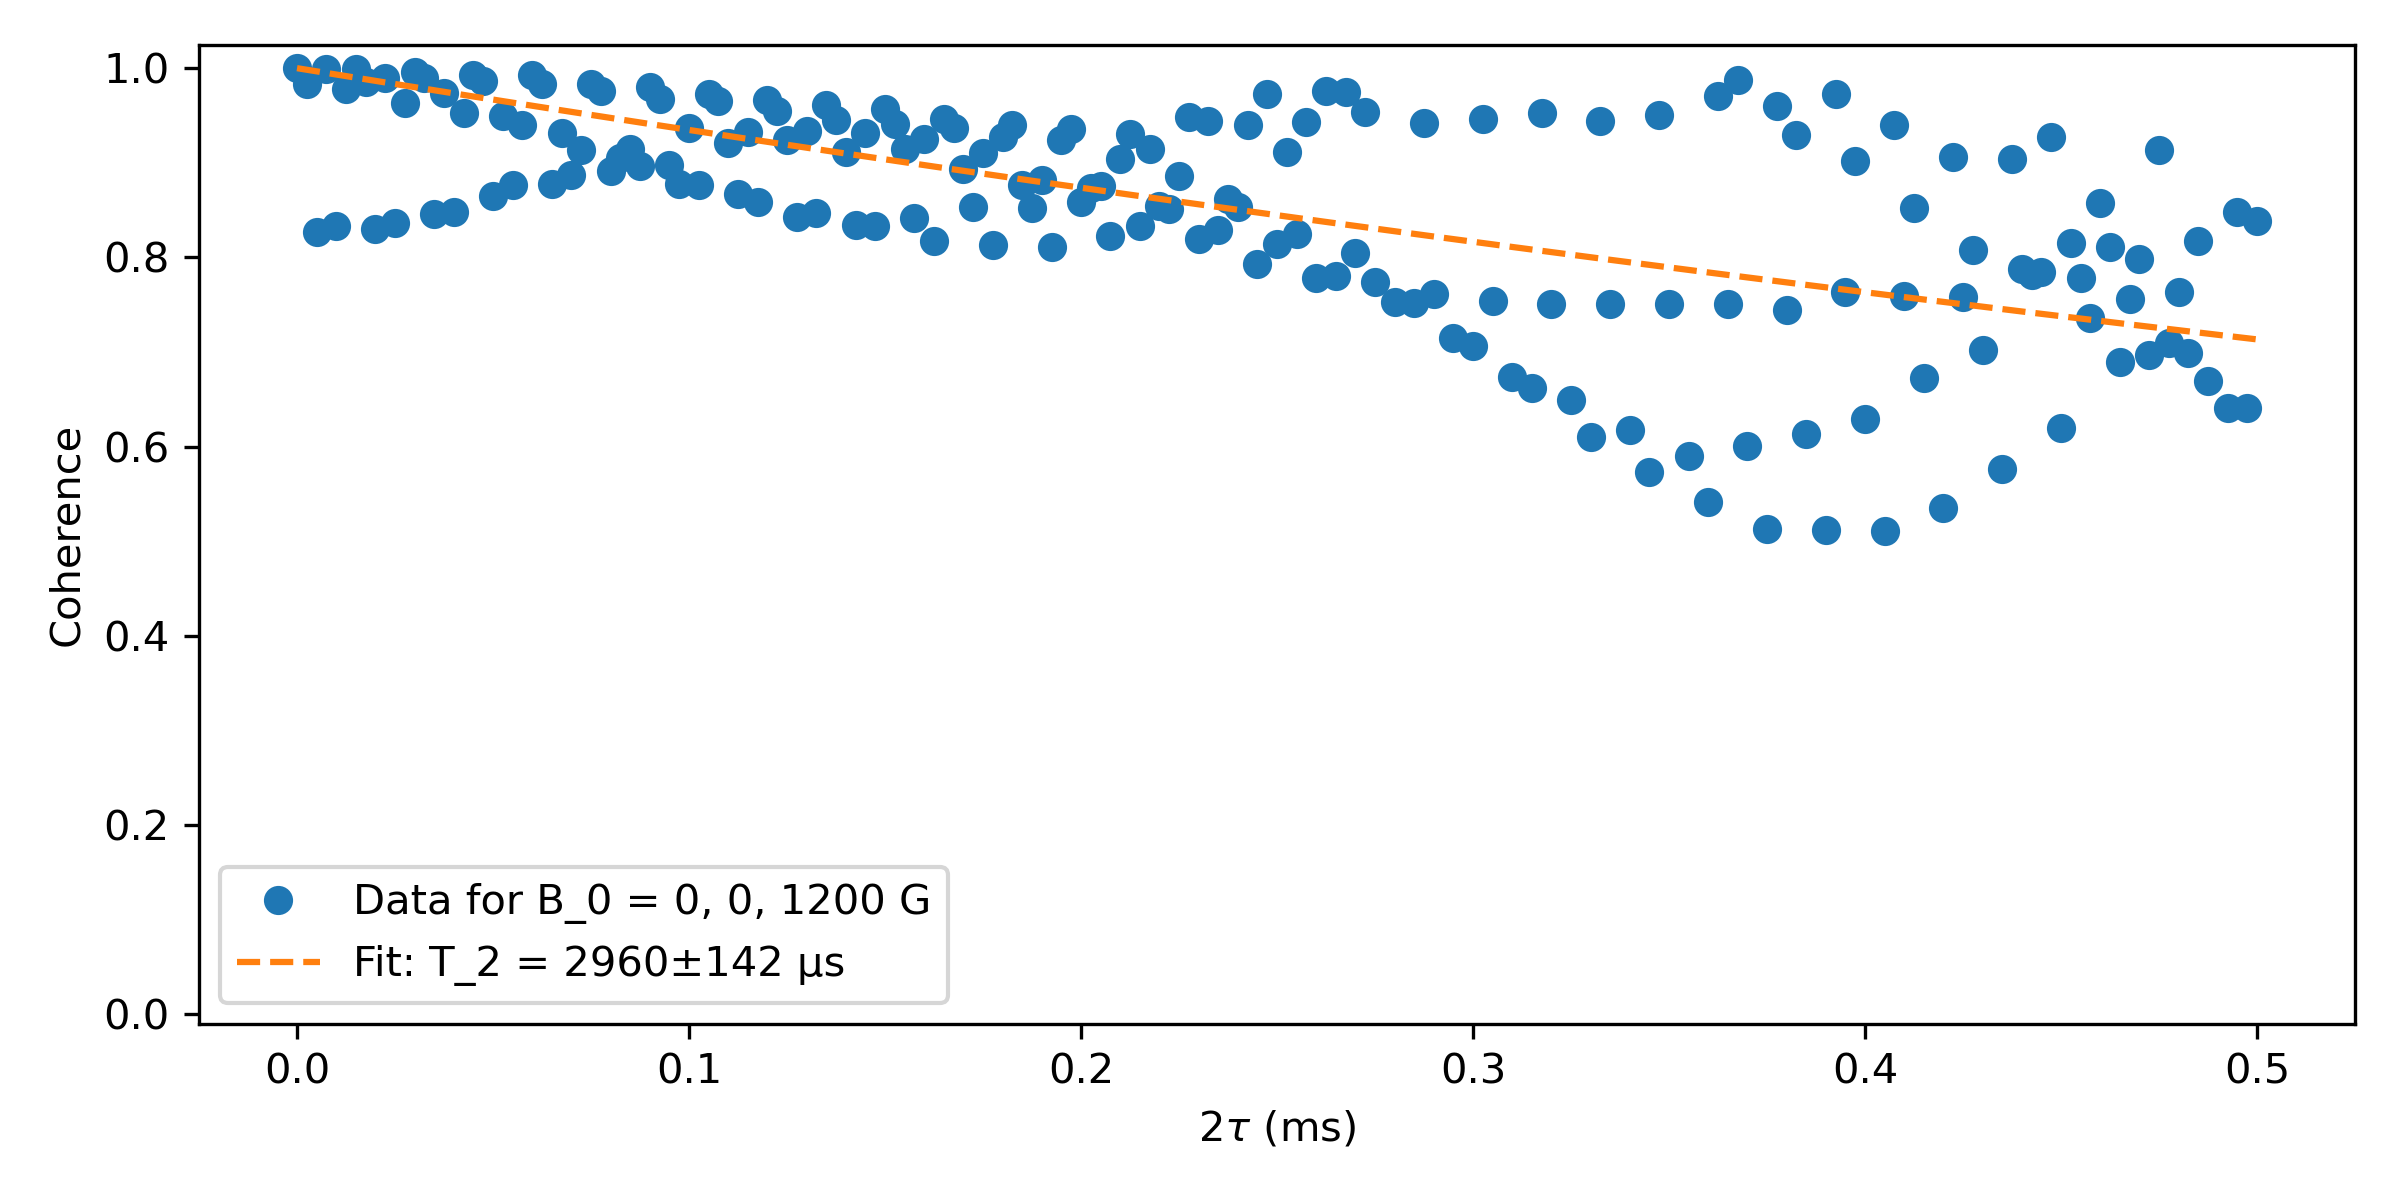 1.0
0.8
0.6
0.4
0.2
0.0
Coherence
Data for B_0 = 0, 0, 1200 G
Fit: T_2 = 2960±142 µs
0.0 0.1 0.2 0.3 0.4 0.5
2τ (ms)